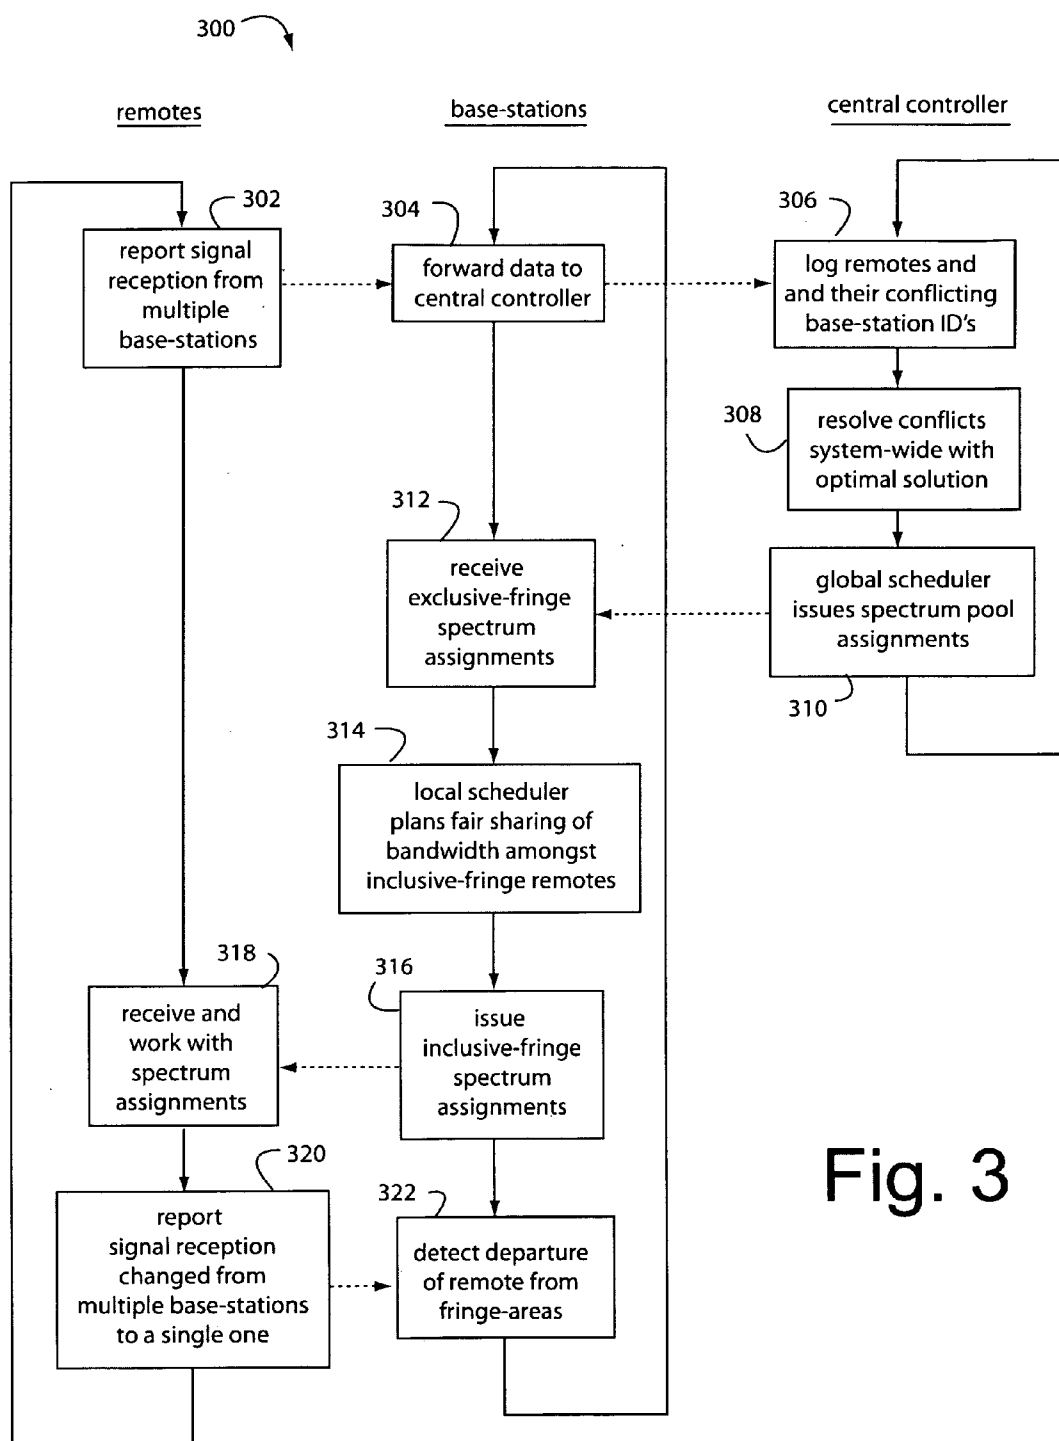 300
remotes
base-stations
central controller
302
report signal
reception from
multiple
base-stations
304
forward data to
central controller
306
log remotes and
and their conflicting
base-station ID's
308
resolve conflicts
system-wide with
optimal solution
312
receive
exclusive-fringe
spectrum
assignments
global scheduler
issues spectrum pool
assignments
310
314
local scheduler
plans fair sharing of
bandwidth amongst
inclusive-fringe remotes
318
receive and
work with
spectrum
assignments
316
issue
inclusive-fringe
spectrum
assignments
320
report
signal reception
changed from
multiple base-stations
to a single one
322
detect departure
of remote from
fringe-areas
Fig. 3